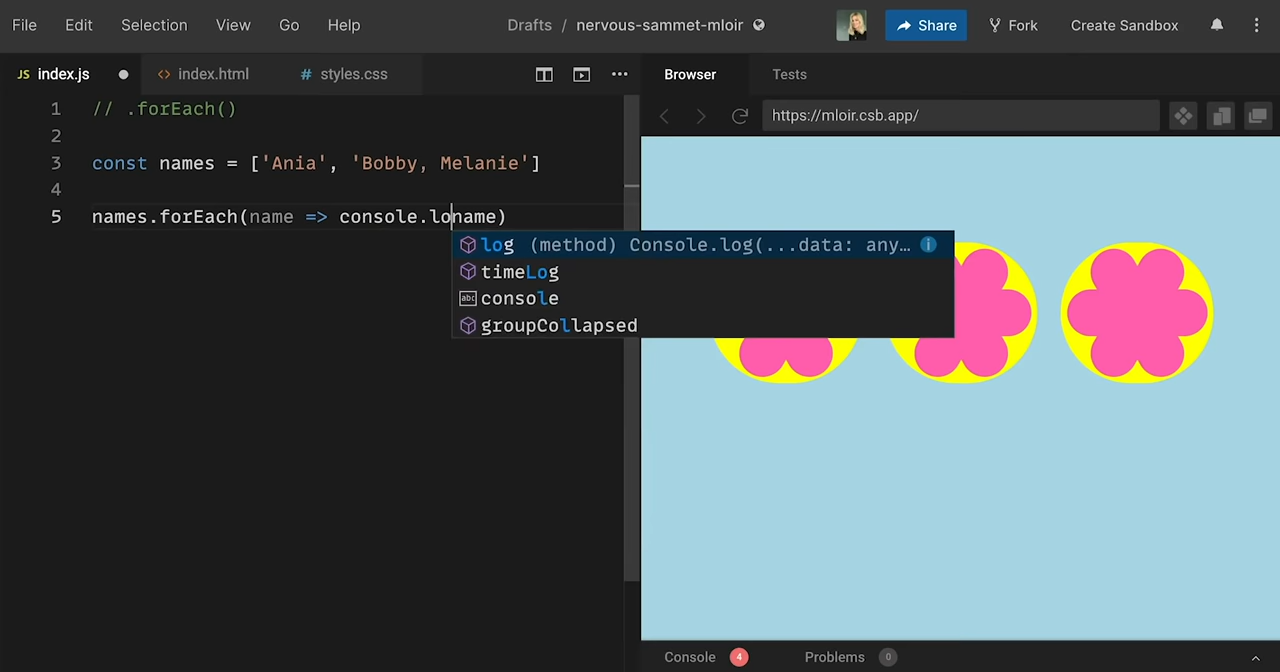 File Edit Selection View Go Help Drafts / nervous-sammet-mloir Share Fork Create Sandbox
JS index.js <> index.html # styles.css Browser Tests
https://mloir.csb.app/
1 // .forEach()
2
3 const names = ['Ania', 'Bobby, Melanie']
4
5 names.forEach(name => console.loname)
log (method) Console.log(...data: any…
timeLog
abc console
groupCollapsed
Console 4 Problems 0